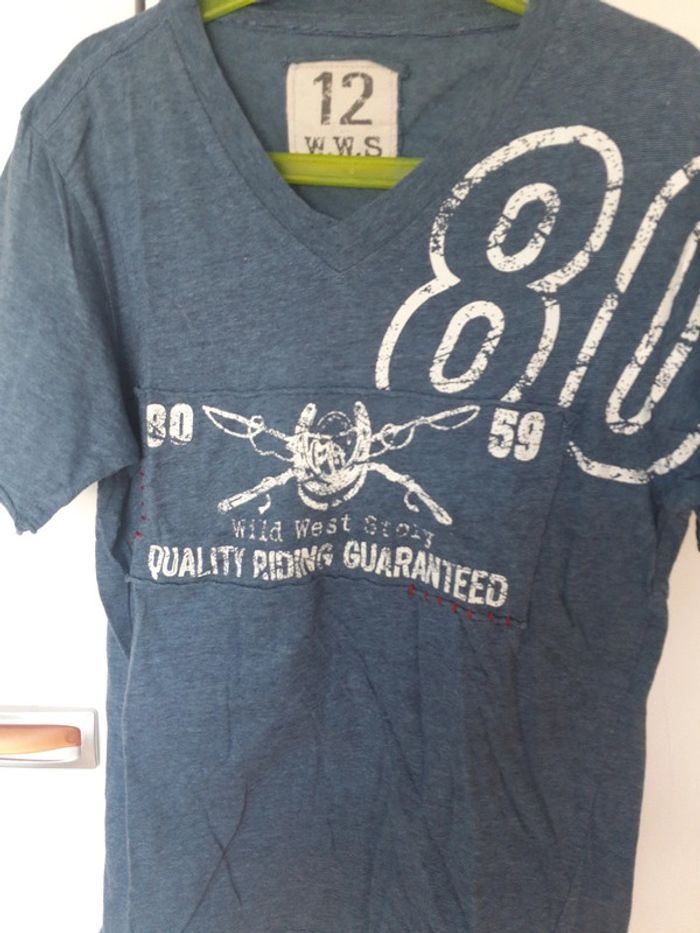 12
W.W.S
80
80 59
Wild West Story
QUALITY RIDING GUARANTEED